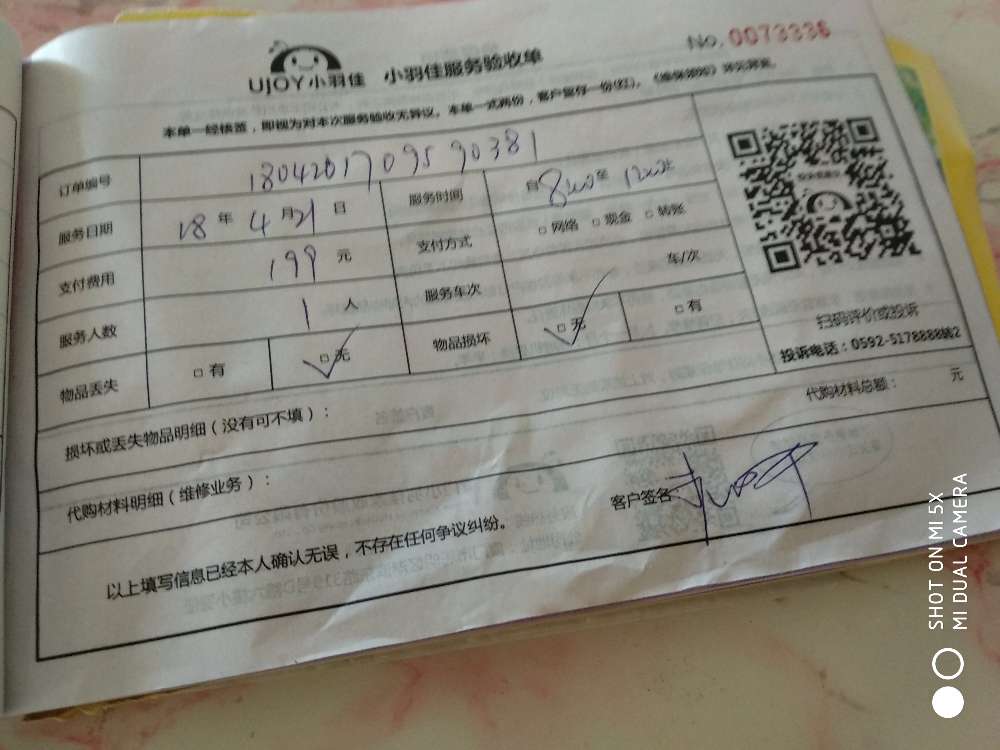 No. 0073336
UJOY小羽佳 小羽佳服务验收单
本单一经核签，即视为对本次服务验收无异议。本单一式两份，客户留存一份(红)。
订单编号 1804201709590381
服务日期 18 年 4 月 21 日 服务时间 自 8:00 至 12:00 止
支付费用 199 元 支付方式 □ 网络 □ 现金 □ 转账
服务人数 1 人 服务车次 车/次
物品丢失 □ 有 □ 无 物品损坏 □ 无 □ 有
扫码评价或投诉
投诉电话：0592-5178888
损坏或丢失物品明细（没有可不填）：
代购材料明细（维修业务）： 代购材料总额： 元
以上填写信息已经本人确认无误，不存在任何争议纠纷。 客户签名
SHOT ON MI 5X
MI DUAL CAMERA